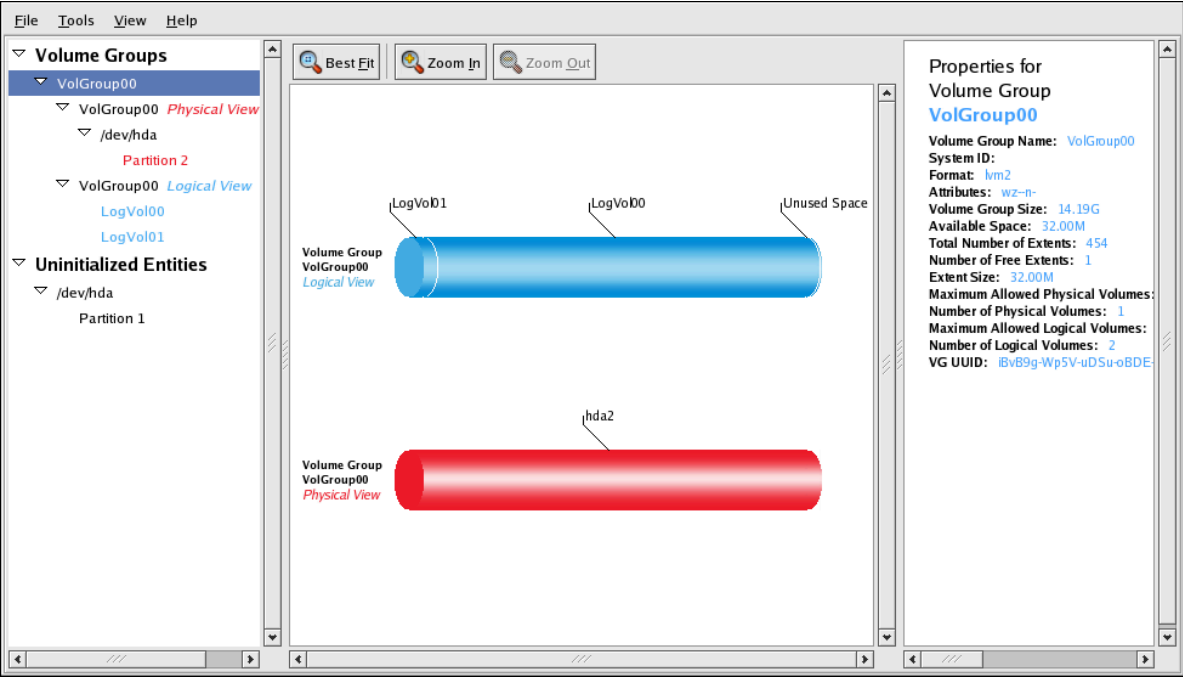 File Tools View Help
Volume Groups
VolGroup00
VolGroup00 Physical View
/dev/hda
Partition 2
VolGroup00 Logical View
LogVol00
LogVol01
Uninitialized Entities
/dev/hda
Partition 1
Best Fit Zoom In Zoom Out
LogVol01 LogVol00 Unused Space
Volume Group
VolGroup00
Logical View
hda2
Volume Group
VolGroup00
Physical View
Properties for
Volume Group
VolGroup00
Volume Group Name: VolGroup00
System ID:
Format: lvm2
Attributes: wz--n-
Volume Group Size: 14.19G
Available Space: 32.00M
Total Number of Extents: 454
Number of Free Extents: 1
Extent Size: 32.00M
Maximum Allowed Physical Volumes:
Number of Physical Volumes: 1
Maximum Allowed Logical Volumes:
Number of Logical Volumes: 2
VG UUID: iBvB9g-Wp5V-uDSu-oBDE-